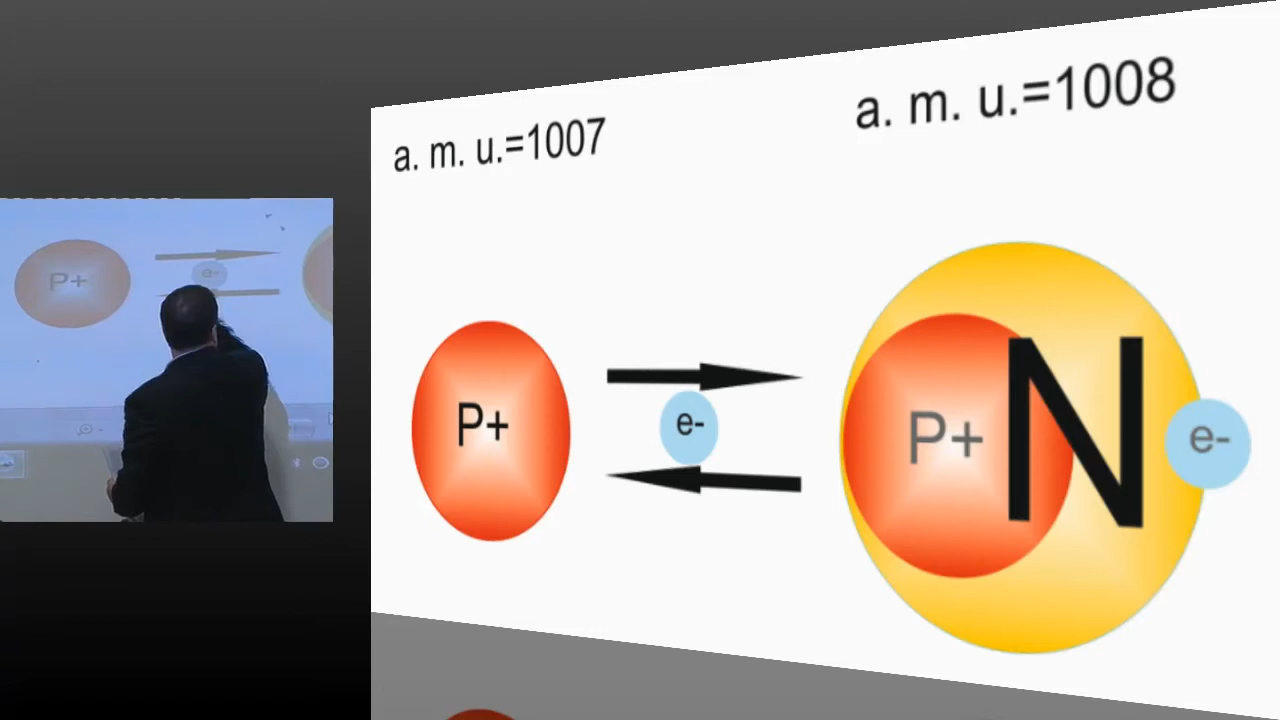 a. m. u.=1007
a. m. u.=1008
P+
e-
P+
N
e-
P+
e-